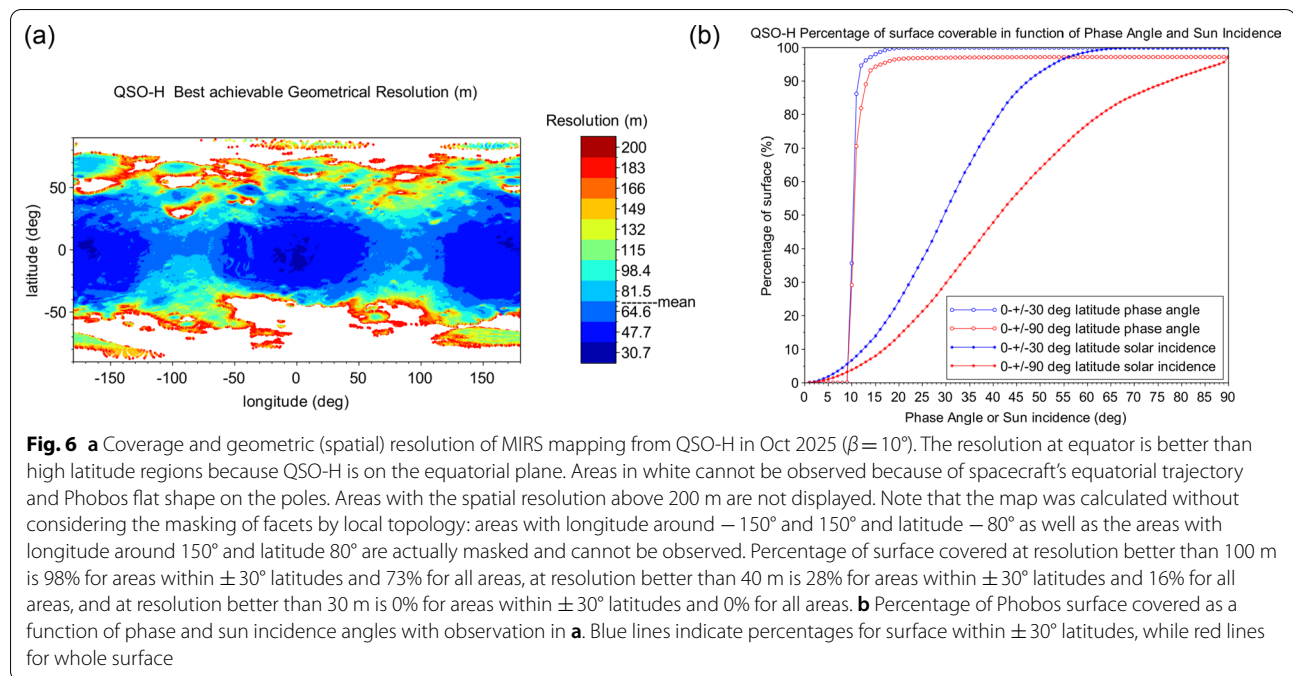 (a)
QSO-H Best achievable Geometrical Resolution (m)
Resolution (m)
200
183
166
149
132
115
98.4
81.5
------mean
64.6
47.7
30.7
latitude (deg)
50
0
-50
-150
-100
-50
0
50
100
150
longitude (deg)
(b)
QSO-H Percentage of surface coverable in function of Phase Angle and Sun Incidence
Percentage of surface (%)
100
90
80
70
60
50
40
30
20
10
0
0-+/-30 deg latitude phase angle
0-+/-90 deg latitude phase angle
0-+/-30 deg latitude solar incidence
0-+/-90 deg latitude solar incidence
0 5 10 15 20 25 30 35 40 45 50 55 60 65 70 75 80 85 90
Phase Angle or Sun incidence (deg)
Fig. 6 a Coverage and geometric (spatial) resolution of MIRS mapping from QSO-H in Oct 2025 (β = 10°). The resolution at equator is better than
high latitude regions because QSO-H is on the equatorial plane. Areas in white cannot be observed because of spacecraft's equatorial trajectory
and Phobos flat shape on the poles. Areas with the spatial resolution above 200 m are not displayed. Note that the map was calculated without
considering the masking of facets by local topology: areas with longitude around − 150° and 150° and latitude − 80° as well as the areas with
longitude around 150° and latitude 80° are actually masked and cannot be observed. Percentage of surface covered at resolution better than 100 m
is 98% for areas within ± 30° latitudes and 73% for all areas, at resolution better than 40 m is 28% for areas within ± 30° latitudes and 16% for all
areas, and at resolution better than 30 m is 0% for areas within ± 30° latitudes and 0% for all areas. b Percentage of Phobos surface covered as a
function of phase and sun incidence angles with observation in a. Blue lines indicate percentages for surface within ± 30° latitudes, while red lines
for whole surface